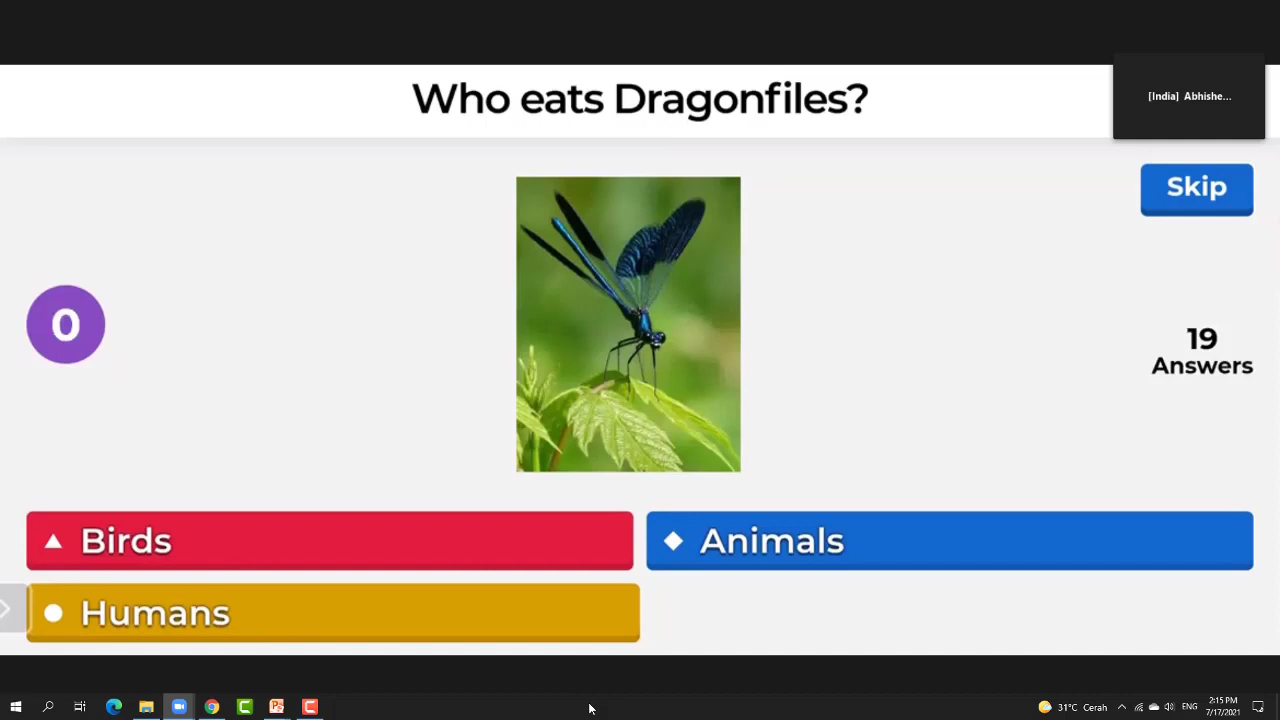 Who eats Dragonfiles?
[India] Abhishe...
Skip
0
19
Answers
Birds
Animals
Humans
31°C Cerah
ENG
2:15 PM
7/17/2021